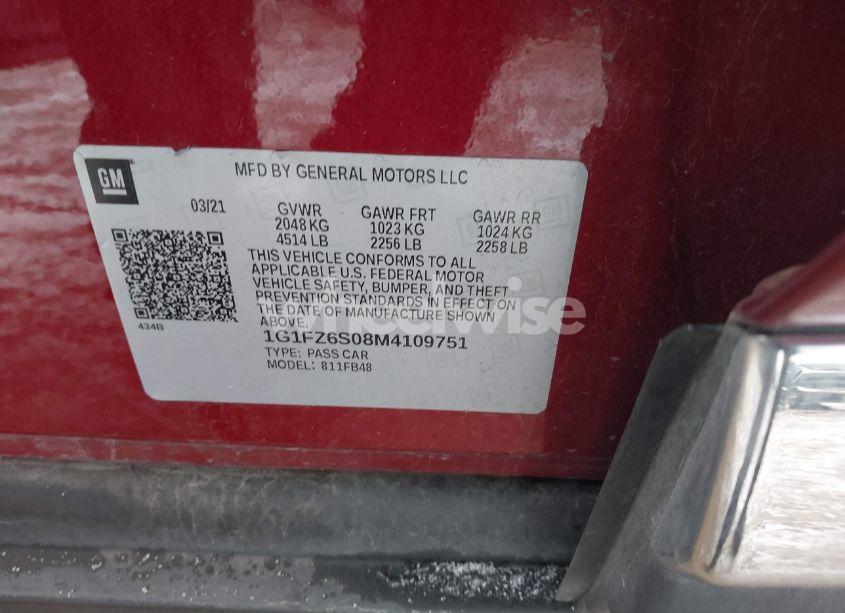 GM
MFD BY GENERAL MOTORS LLC
03/21
GVWR
2048 KG
4514 LB
GAWR FRT
1023 KG
2256 LB
GAWR RR
1024 KG
2258 LB
THIS VEHICLE CONFORMS TO ALL
APPLICABLE U.S. FEDERAL MOTOR
VEHICLE SAFETY, BUMPER, AND THEFT
PREVENTION STANDARDS IN EFFECT ON
THE DATE OF MANUFACTURE SHOWN
ABOVE.
434B
1G1FZ6S08M4109751
TYPE: PASS CAR
MODEL: 811FB48